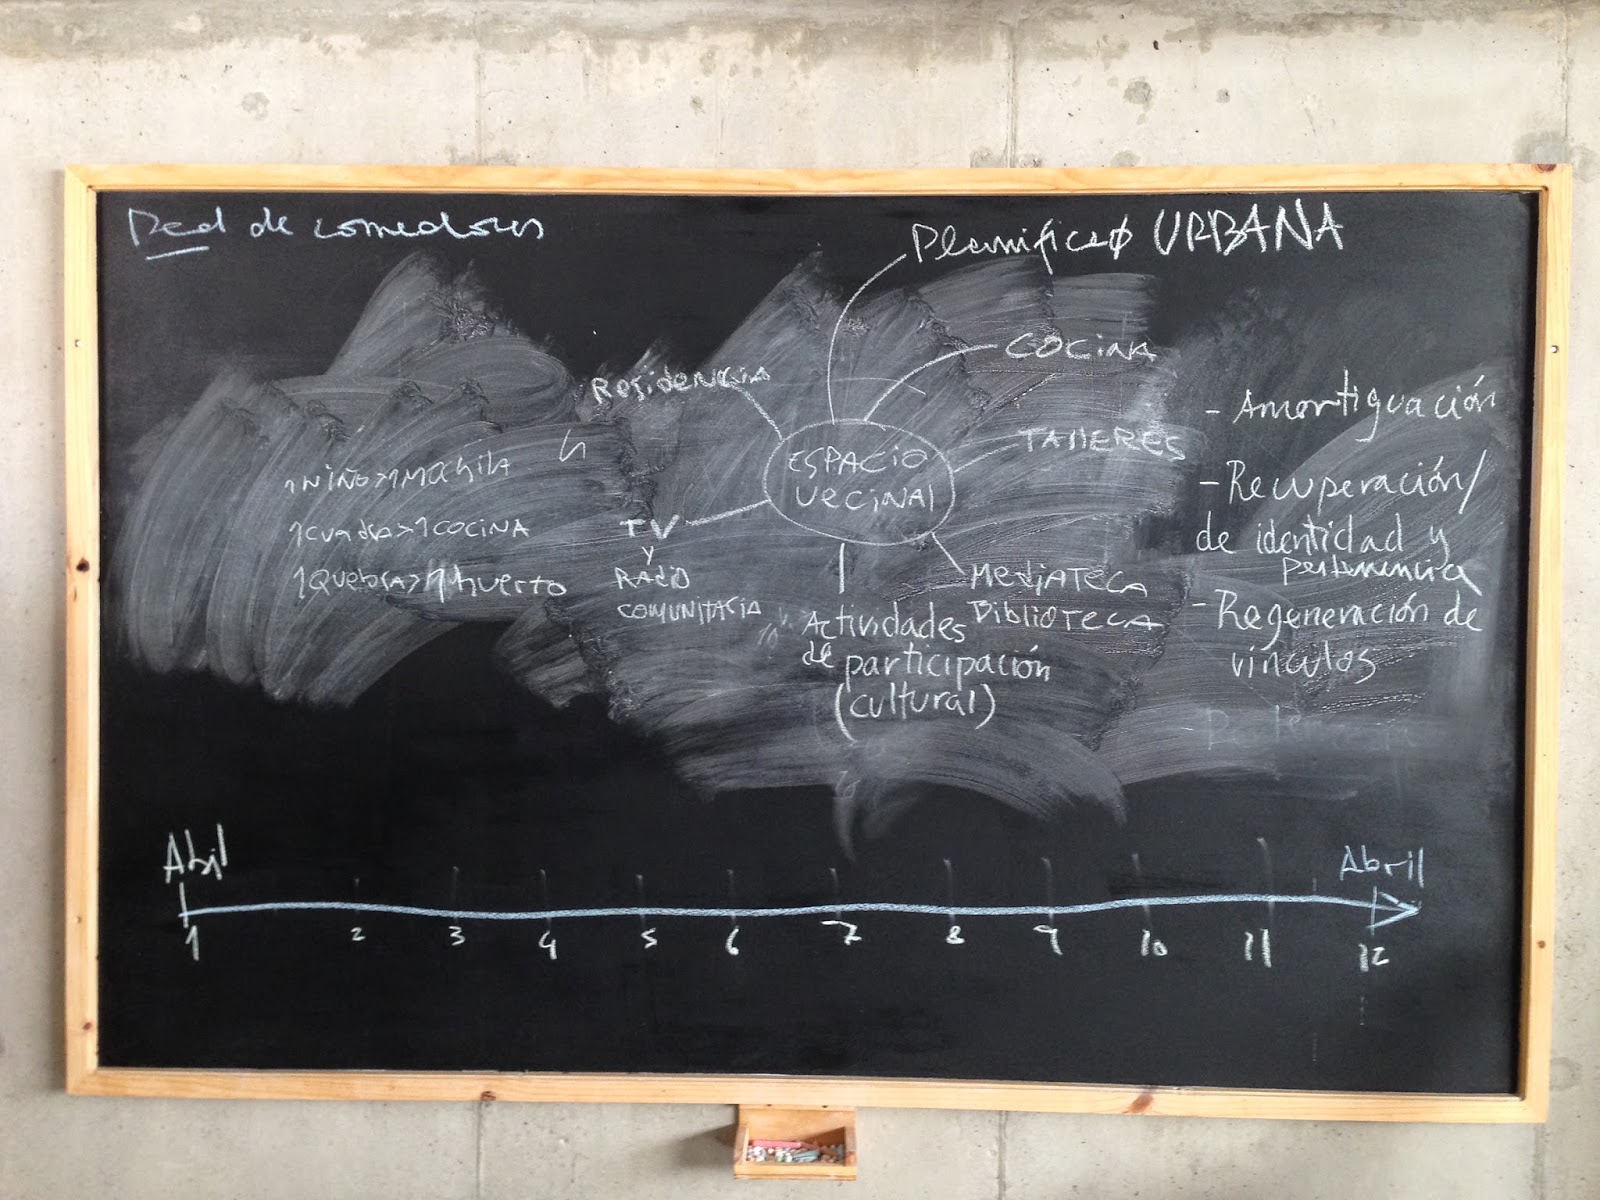 Red de comedores
Planificaø URBANA
COCINA
Residencia
TALLERES
ESPACIO
VECINAL
1 NIÑO > 1 MOCHILA
1 CUADRA > 1 COCINA
1 QUEBRA > 1 huerto
TV
y
RADIO
COMUNITARIA
MEDIATECA
BIBLIOTECA
Actividades
de participación
(cultural)
- Amortiguación
- Recuperación/
de identidad y
pertenencia
- Regeneración de
vínculos
Abril
Abril
1 2 3 4 5 6 7 8 9 10 11 12